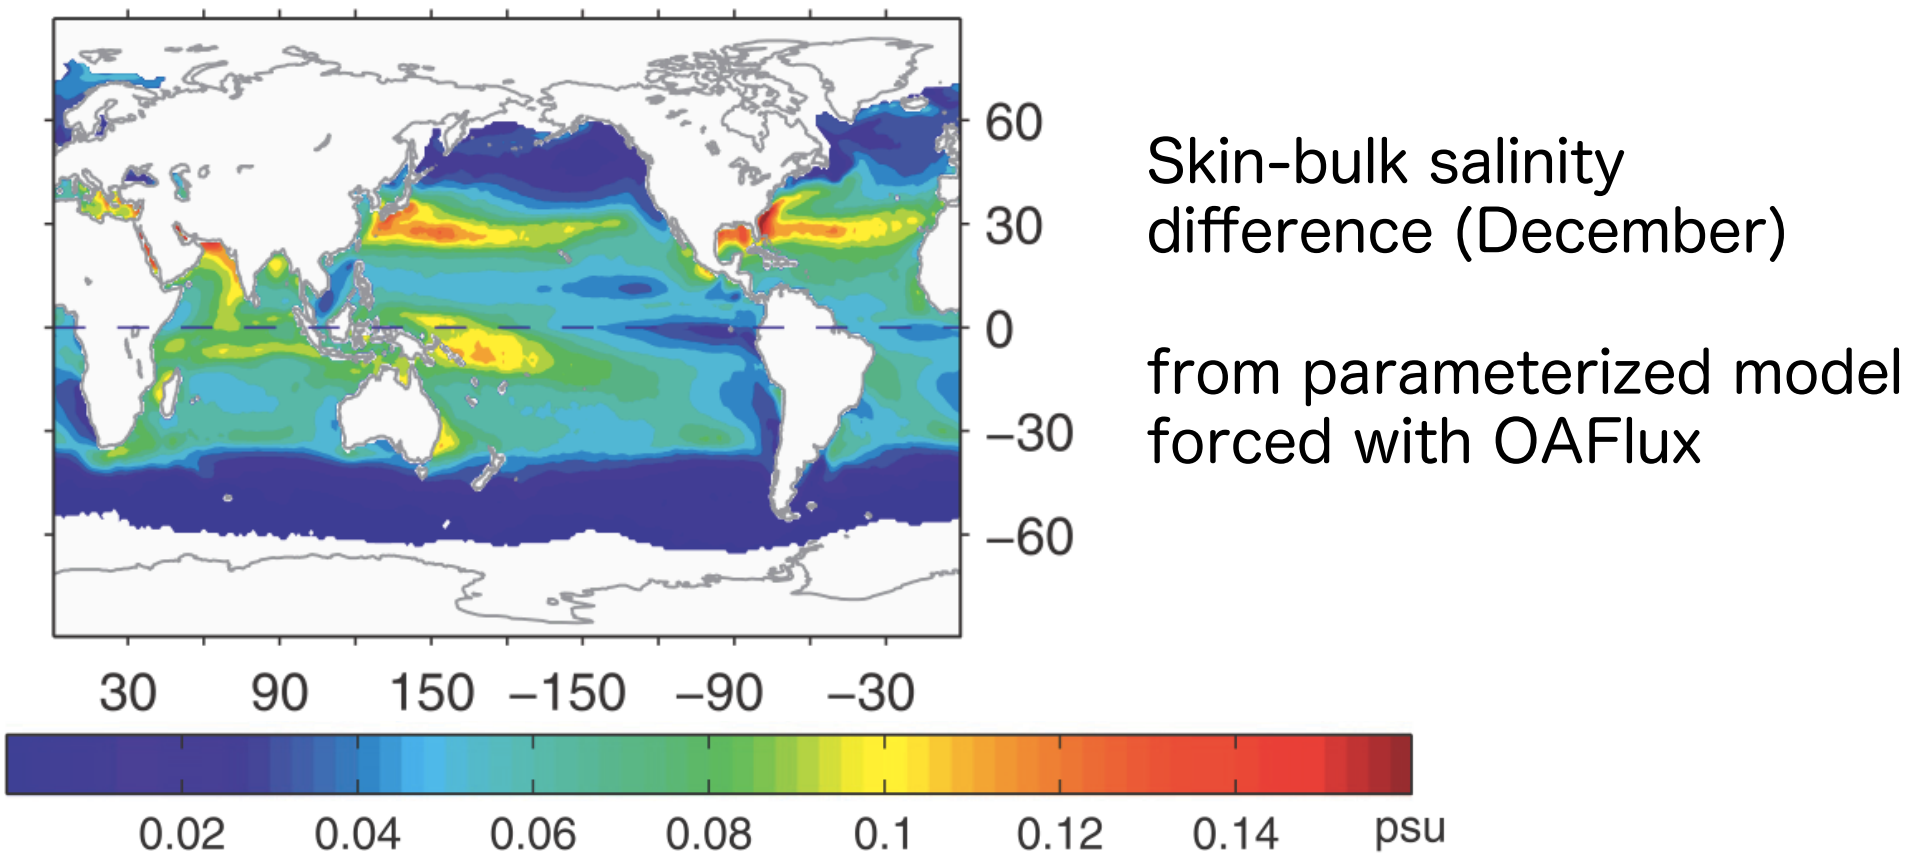 60
30
0
−30
−60
30 90 150 −150 −90 −30
0.02 0.04 0.06 0.08 0.1 0.12 0.14 psu
Skin-bulk salinity
difference (December)
from parameterized model
forced with OAFlux